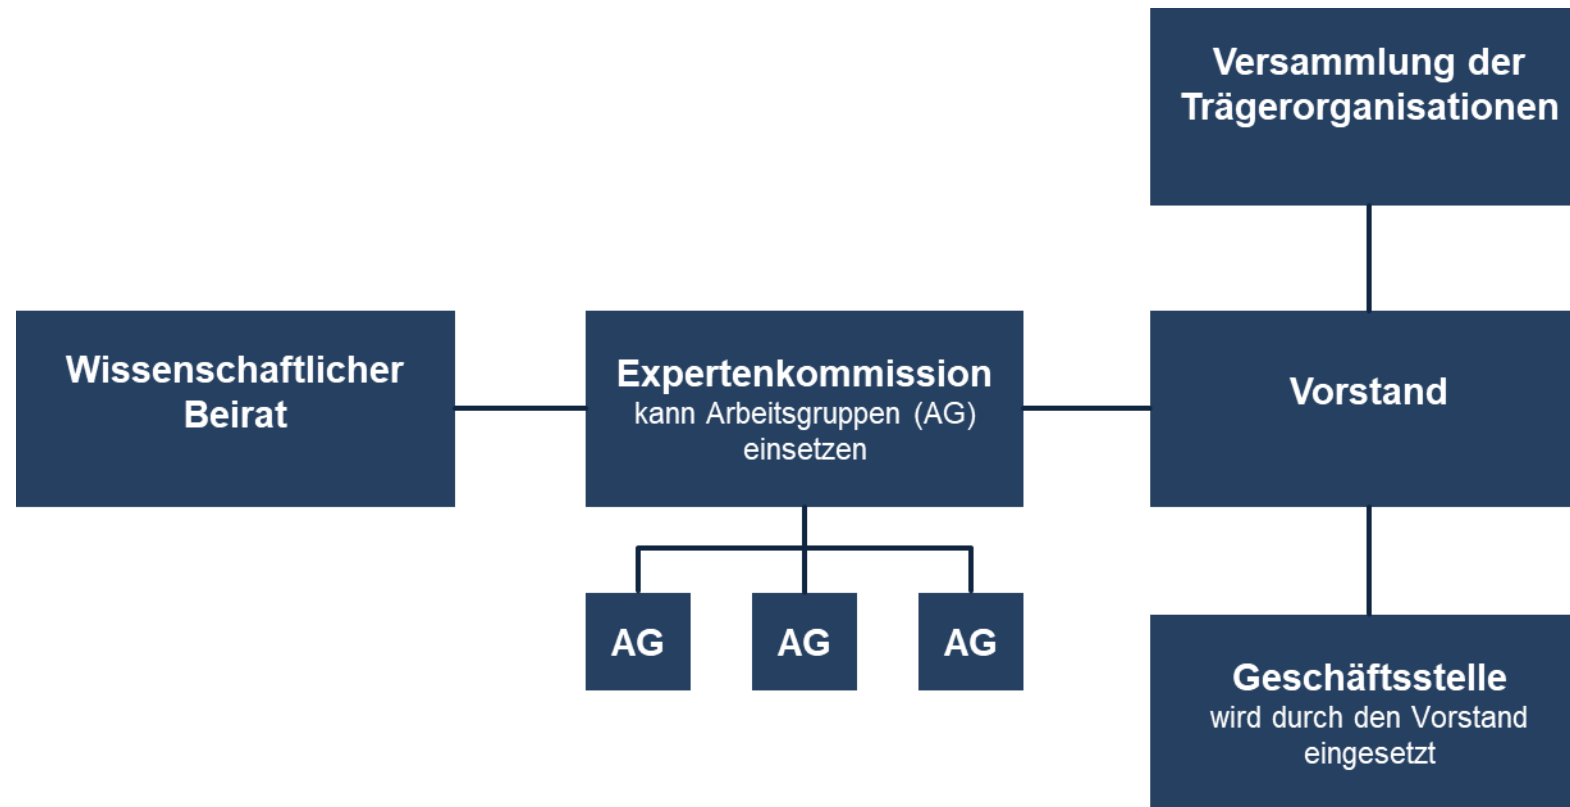 Versammlung der
Trägerorganisationen
Wissenschaftlicher
Beirat
Expertenkommission
kann Arbeitsgruppen (AG)
einsetzen
Vorstand
AG
AG
AG
Geschäftsstelle
wird durch den Vorstand
eingesetzt